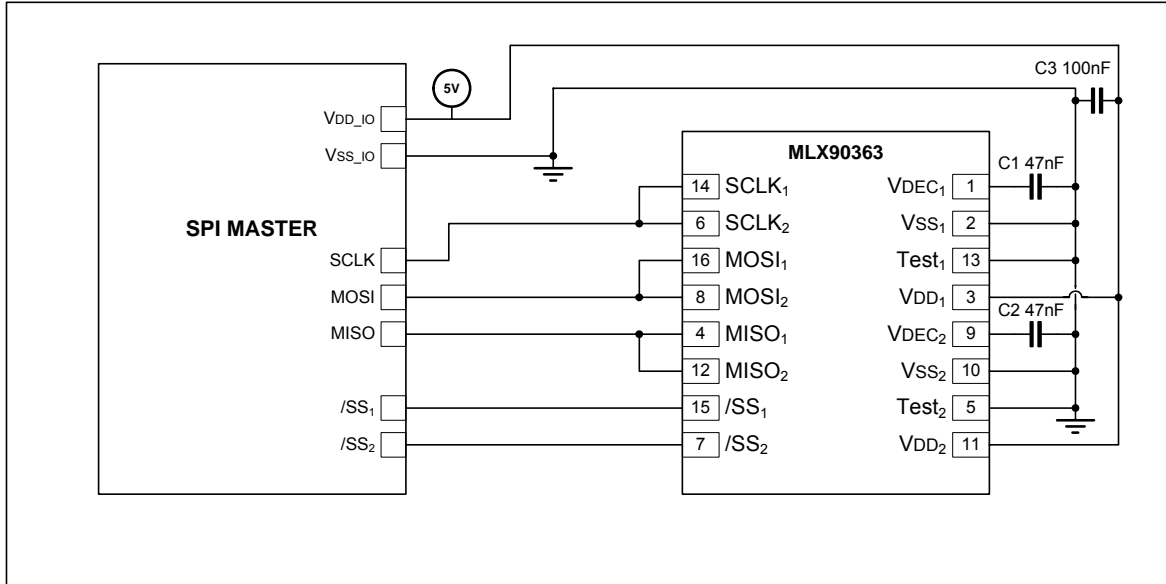 C3 100nF
5V
VDD_IO
VSS_IO
SPI MASTER
SCLK
MOSI
MISO
/SS1
/SS2
MLX90363
14 SCLK1
6 SCLK2
16 MOSI1
8 MOSI2
4 MISO1
12 MISO2
15 /SS1
7 /SS2
VDEC1 1
VSS1 2
Test1 13
VDD1 3
VDEC2 9
VSS2 10
Test2 5
VDD2 11
C1 47nF
C2 47nF